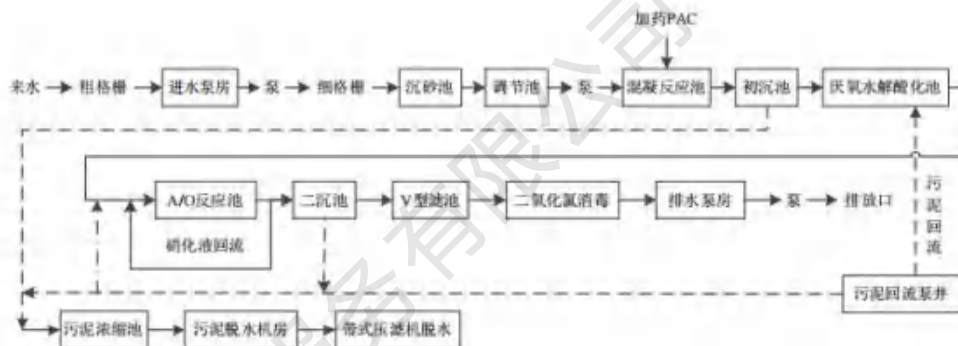 加药PAC
来水
粗格栅
进水泵房
泵
细格栅
沉砂池
调节池
泵
混凝反应池
初沉池
厌氧水解酸化池
A/O反应池
二沉池
V型滤池
二氧化氯消毒
排水泵房
泵
排放口
污泥回流
硝化液回流
污泥回流泵井
污泥浓缩池
污泥脱水机房
带式压滤机脱水
务有限公司